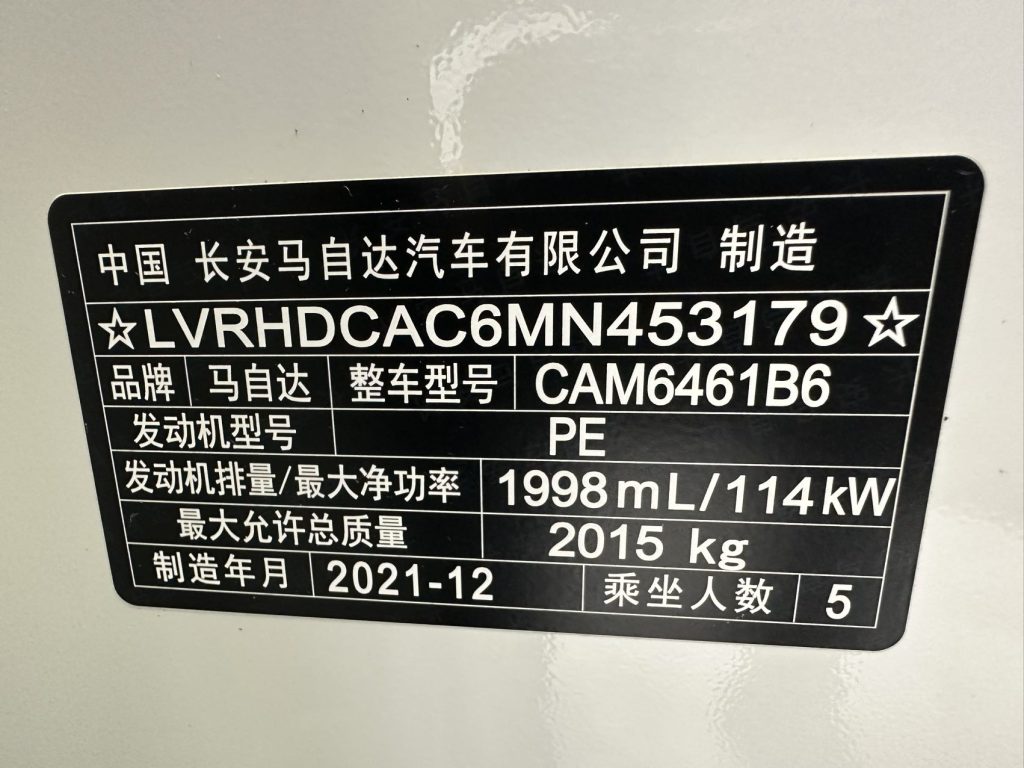 中国 长安马自达汽车有限公司 制造
☆LVRHDCAC6MN453179☆
品牌 马自达 整车型号 CAM6461B6
发动机型号 PE
发动机排量/最大净功率 1998mL/114kW
最大允许总质量 2015 kg
制造年月 2021-12 乘坐人数 5